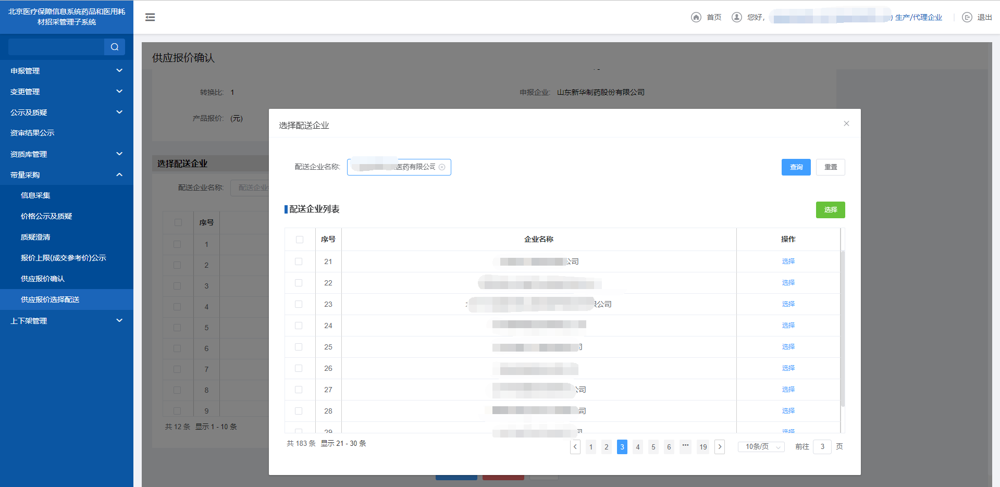 北京医疗保障信息系统药品和医用耗
材招采管理子系统
首页
您好,
) 生产/代理企业
退出
申报管理
变更管理
公示及质疑
资审结果公示
资质库管理
带量采购
信息采集
价格公示及质疑
质疑澄清
报价上限(成交参考价)公示
供应报价确认
供应报价选择配送
上下架管理
供应报价确认
转换比: 1
申报企业: 山东新华制药股份有限公司
产品报价: (元)
选择配送企业
配送企业名称: 配送企业
序号
1
2
3
4
5
6
7
8
9
共 12 条 显示 1 - 10 条
选择配送企业
配送企业名称: 医药有限公司
查询
重置
配送企业列表
选择
序号 企业名称 操作
21 公司 选择
22 选择
23 限公司 选择
24 选择
25 司 选择
26 选择
27 公司 选择
28 司 选择
29 司 选择
共 183 条 显示 21 - 30 条
1 2 3 4 5 6 ··· 19
10条/页
前往 3 页